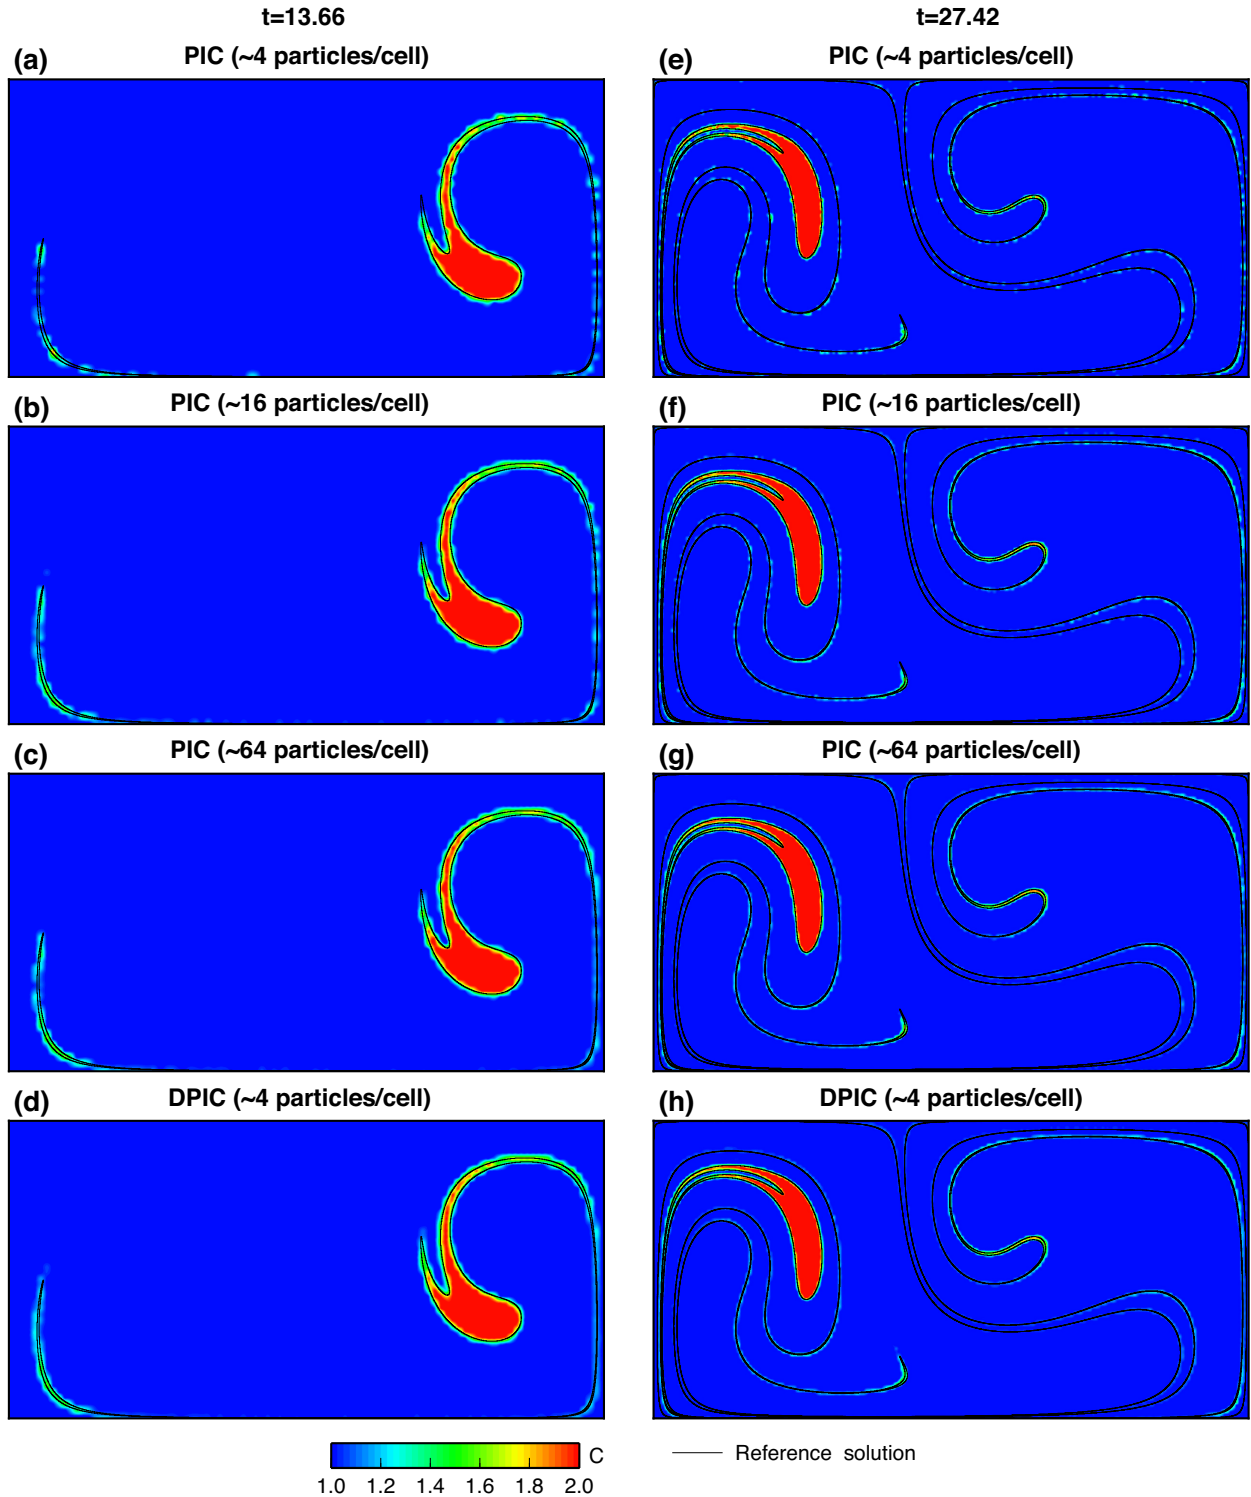 t=13.66 t=27.42
(a) PIC (~4 particles/cell) (e) PIC (~4 particles/cell)
(b) PIC (~16 particles/cell) (f) PIC (~16 particles/cell)
(c) PIC (~64 particles/cell) (g) PIC (~64 particles/cell)
(d) DPIC (~4 particles/cell) (h) DPIC (~4 particles/cell)
C Reference solution
1.0 1.2 1.4 1.6 1.8 2.0